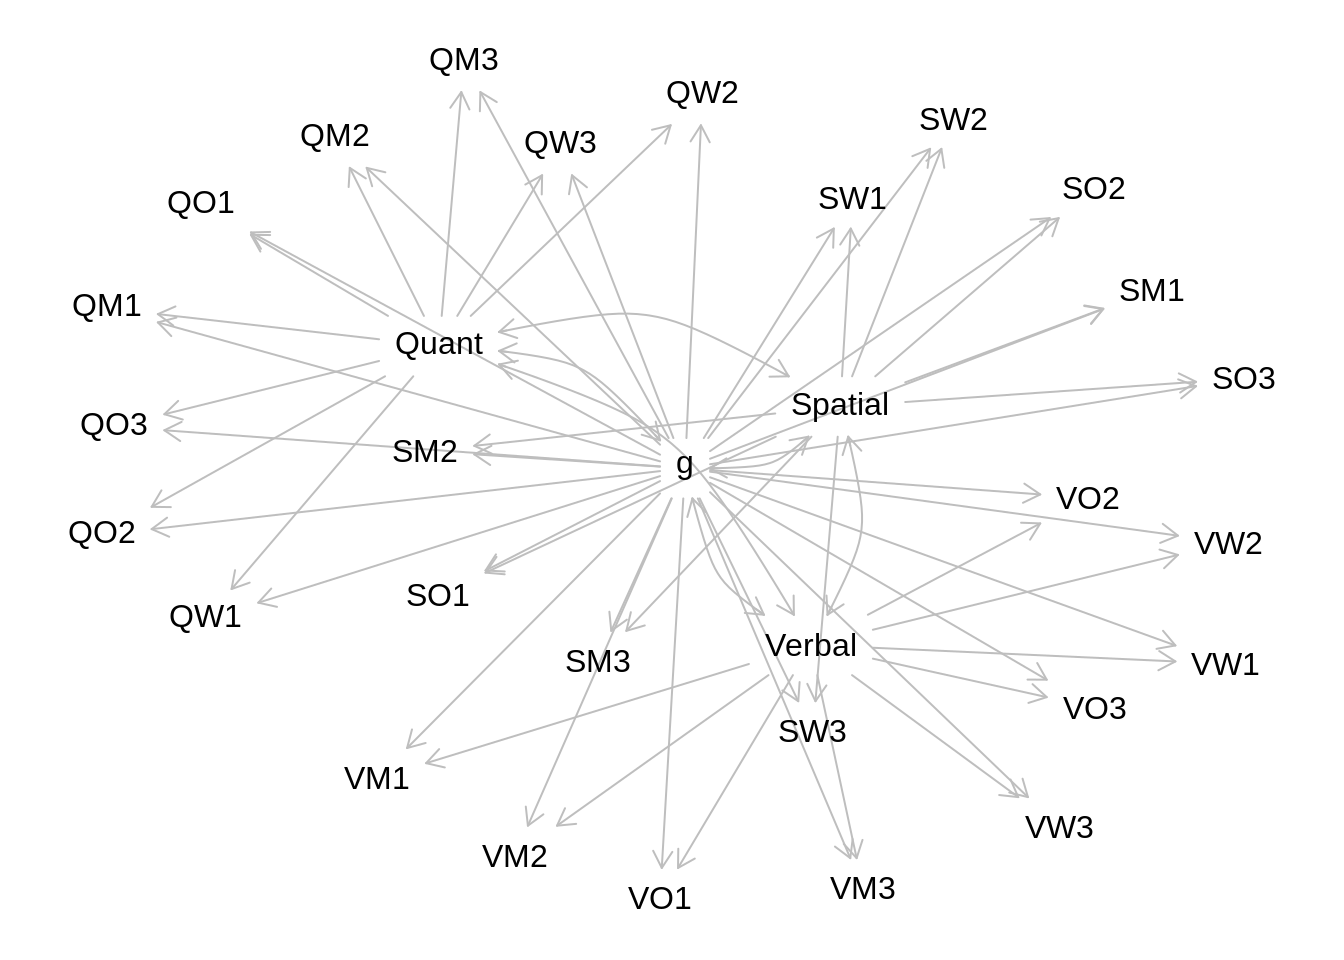 QM3
QW2
SW2
QM2
QW3
SO2
SW1
QO1
SM1
QM1
Quant
SO3
Spatial
QO3
SM2
g
VO2
QO2
VW2
SO1
QW1
Verbal
SM3
VW1
VO3
SW3
VM1
VW3
VM2
VM3
VO1